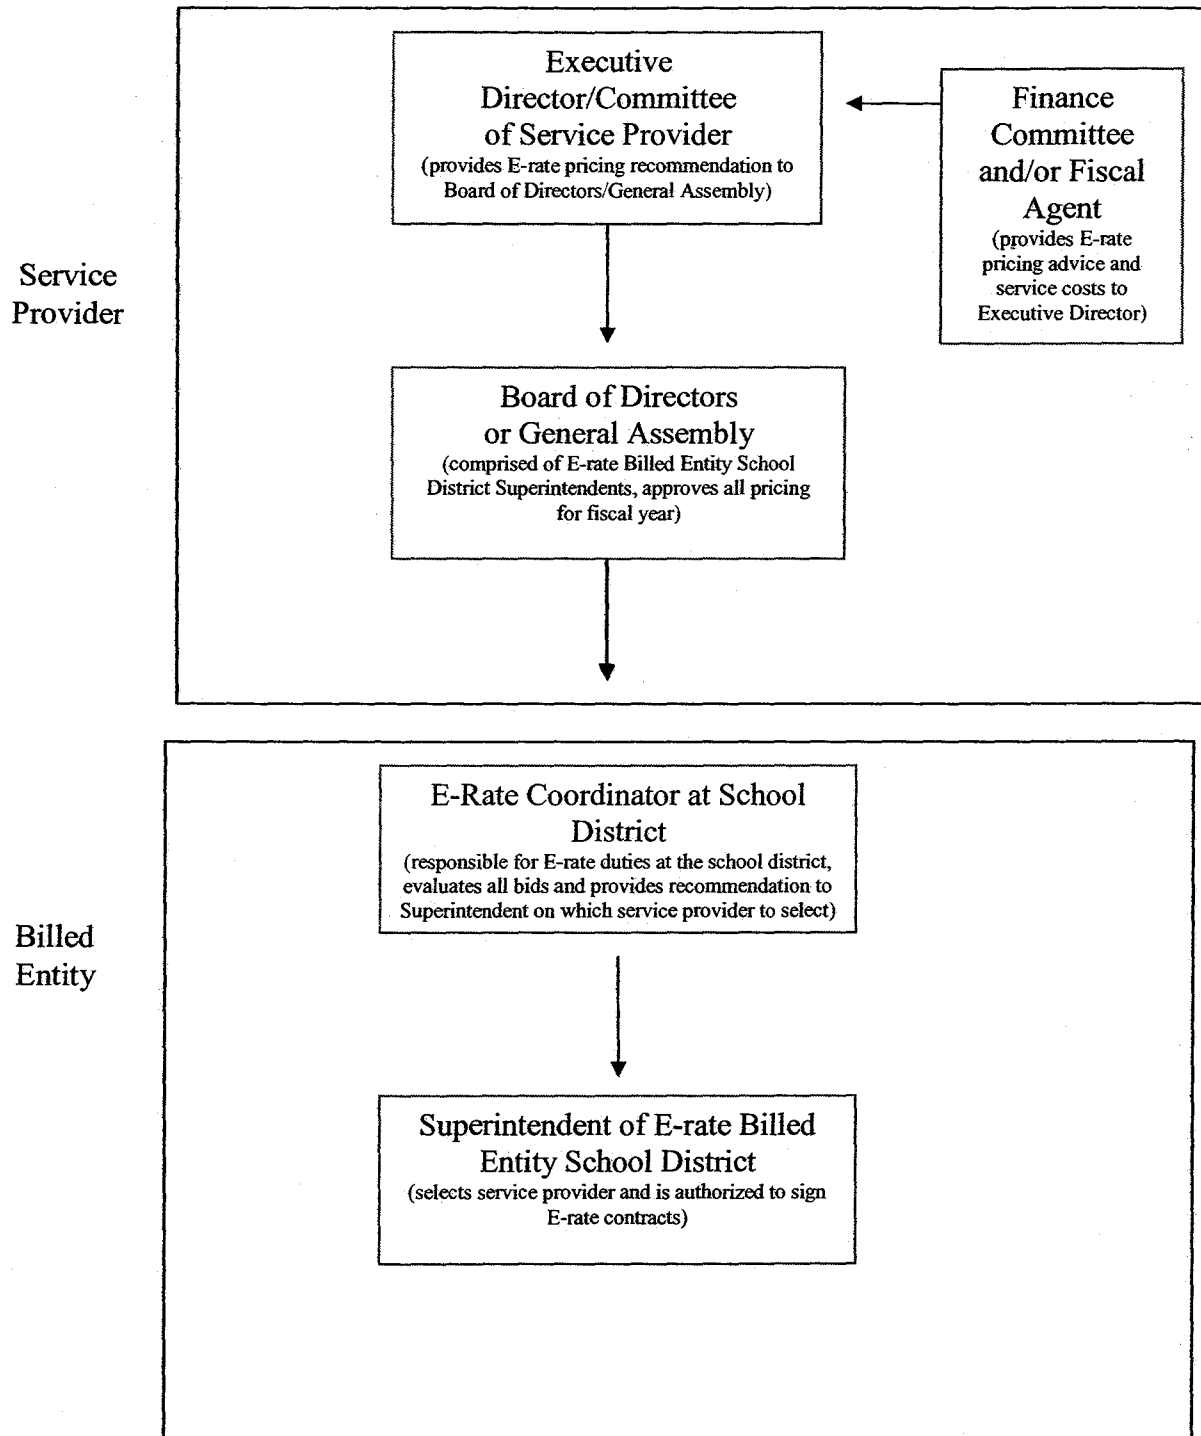 Executive
Director/Committee
of Service Provider
(provides E-rate pricing recommendation to
Board of Directors/General Assembly)
Finance
Committee
and/or Fiscal
Agent
(provides E-rate
pricing advice and
service costs to
Executive Director)
Service
Provider
Board of Directors
or General Assembly
(comprised of E-rate Billed Entity School
District Superintendents, approves all pricing
for fiscal year)
E-Rate Coordinator at School
District
(responsible for E-rate duties at the school district,
evaluates all bids and provides recommendation to
Superintendent on which service provider to select)
Billed
Entity
Superintendent of E-rate Billed
Entity School District
(selects service provider and is authorized to sign
E-rate contracts)